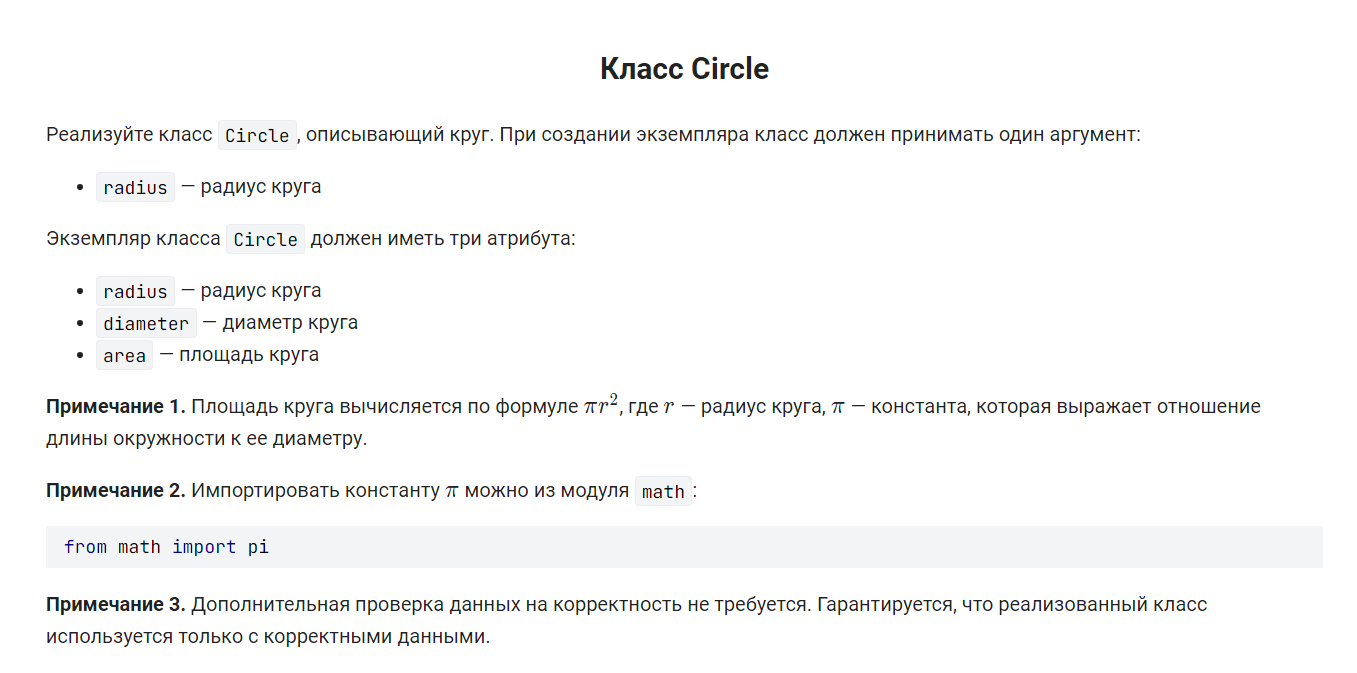 Класс Circle
Реализуйте класс Circle, описывающий круг. При создании экземпляра класс должен принимать один аргумент:
• radius — радиус круга
Экземпляр класса Circle должен иметь три атрибута:
• radius — радиус круга
• diameter — диаметр круга
• area — площадь круга
Примечание 1. Площадь круга вычисляется по формуле πr², где r — радиус круга, π — константа, которая выражает отношение
длины окружности к ее диаметру.
Примечание 2. Импортировать константу π можно из модуля math:
from math import pi
Примечание 3. Дополнительная проверка данных на корректность не требуется. Гарантируется, что реализованный класс
используется только с корректными данными.